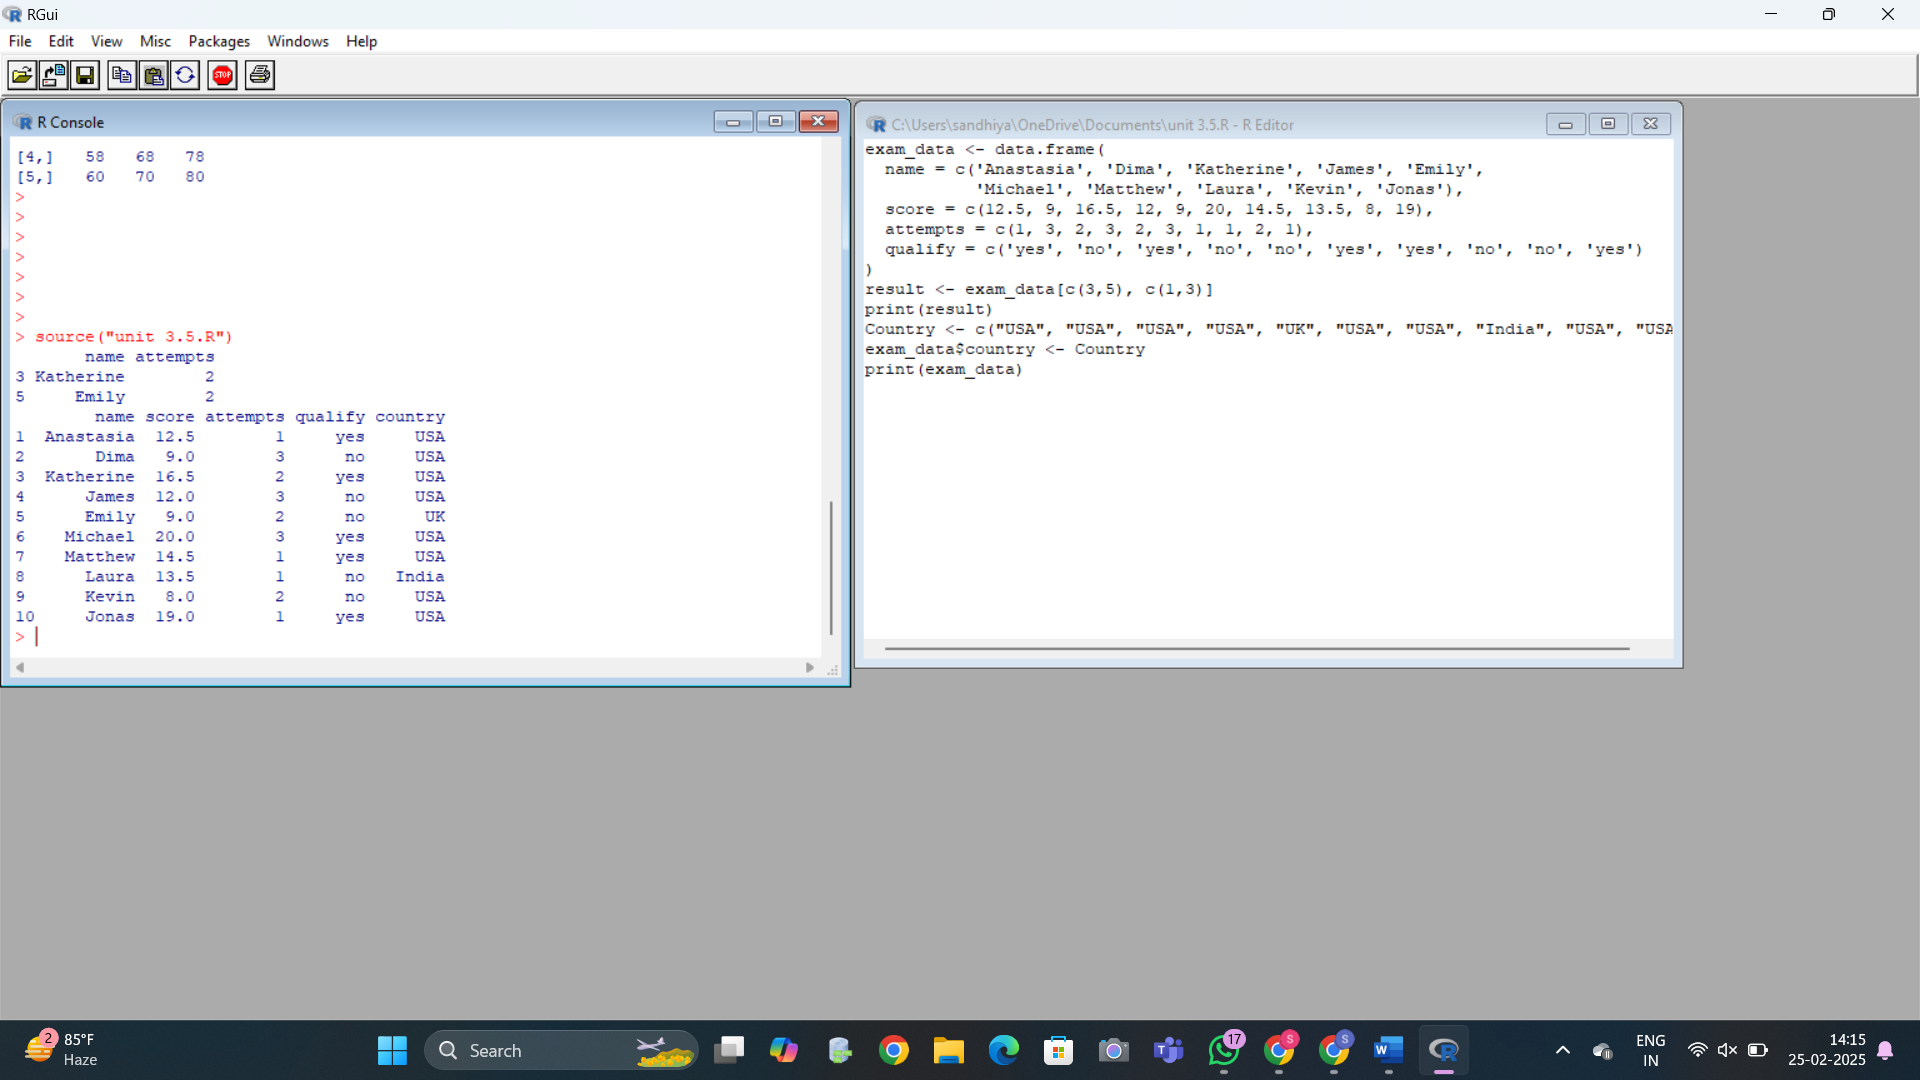 RGui
File Edit View Misc Packages Windows Help
STOP
R Console
[4,] 58 68 78
[5,] 60 70 80
>
>
>
>
>
>
>
> source("unit 3.5.R")
name attempts
3 Katherine 2
5 Emily 2
name score attempts qualify country
1 Anastasia 12.5 1 yes USA
2 Dima 9.0 3 no USA
3 Katherine 16.5 2 yes USA
4 James 12.0 3 no USA
5 Emily 9.0 2 no UK
6 Michael 20.0 3 yes USA
7 Matthew 14.5 1 yes USA
8 Laura 13.5 1 no India
9 Kevin 8.0 2 no USA
10 Jonas 19.0 1 yes USA
>
C:\Users\sandhiya\OneDrive\Documents\unit 3.5.R - R Editor
exam_data <- data.frame(
name = c('Anastasia', 'Dima', 'Katherine', 'James', 'Emily',
'Michael', 'Matthew', 'Laura', 'Kevin', 'Jonas'),
score = c(12.5, 9, 16.5, 12, 9, 20, 14.5, 13.5, 8, 19),
attempts = c(1, 3, 2, 3, 2, 3, 1, 1, 2, 1),
qualify = c('yes', 'no', 'yes', 'no', 'no', 'yes', 'yes', 'no', 'no', 'yes')
)
result <- exam_data[c(3,5), c(1,3)]
print(result)
Country <- c("USA", "USA", "USA", "USA", "UK", "USA", "USA", "India", "USA", "USA
exam_data$country <- Country
print(exam_data)
2
85°F
Haze
Search
17
S
S
ENG
IN
14:15
25-02-2025